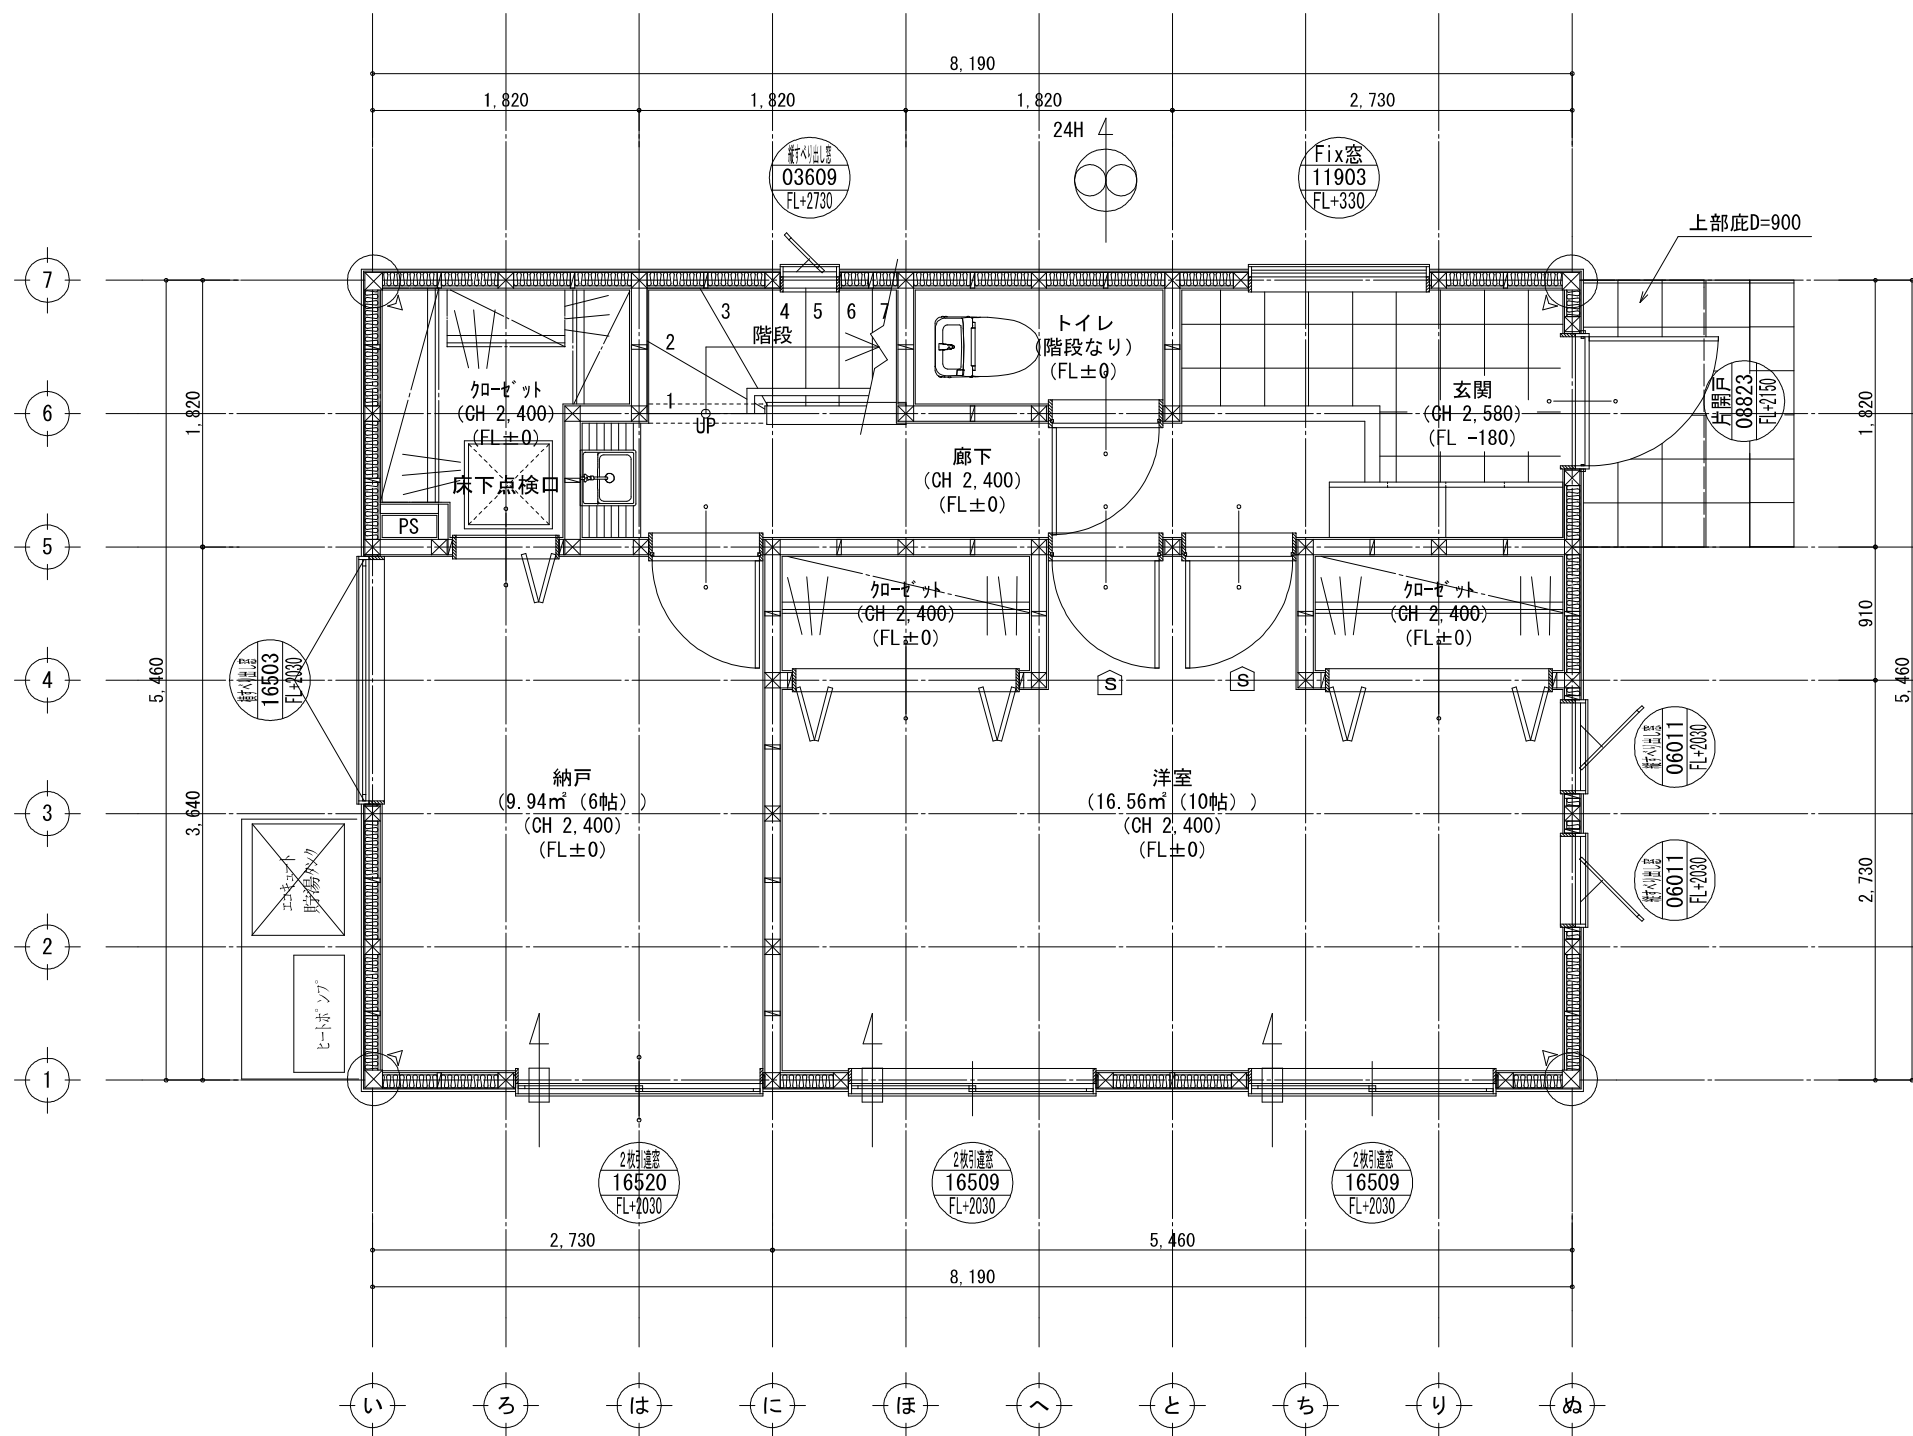 8,190
1,820
1,820
1,820
2,730
24H
縦すべり出し窓
03609
FL+2730
Fix窓
11903
FL+330
上部庇D=900
7
6
5
4
3
2
1
1,820
5,460
3,640
3
4
5
6
7
2
1
階段
UP
トイレ
(階段なり)
(FL±0)
クローゼット
(CH 2,400)
(FL±0)
床下点検口
PS
廊下
(CH 2,400)
(FL±0)
玄関
(CH 2,580)
(FL -180)
片開戸
08823
FL+2150
1,820
910
5,460
2,730
クローゼット
(CH 2,400)
(FL±0)
クローゼット
(CH 2,400)
(FL±0)
S
S
縦すべり出し窓
16503
FL+2030
縦すべり出し窓
06011
FL+2030
縦すべり出し窓
06011
FL+2030
納戸
(9.94㎡ (6帖) )
(CH 2,400)
(FL±0)
洋室
(16.56㎡ (10帖) )
(CH 2,400)
(FL±0)
エコキュート
貯湯タンク
ヒートポンプ
2枚引違窓
16520
FL+2030
2枚引違窓
16509
FL+2030
2枚引違窓
16509
FL+2030
2,730
5,460
8,190
い
ろ
は
に
ほ
へ
と
ち
り
ぬ